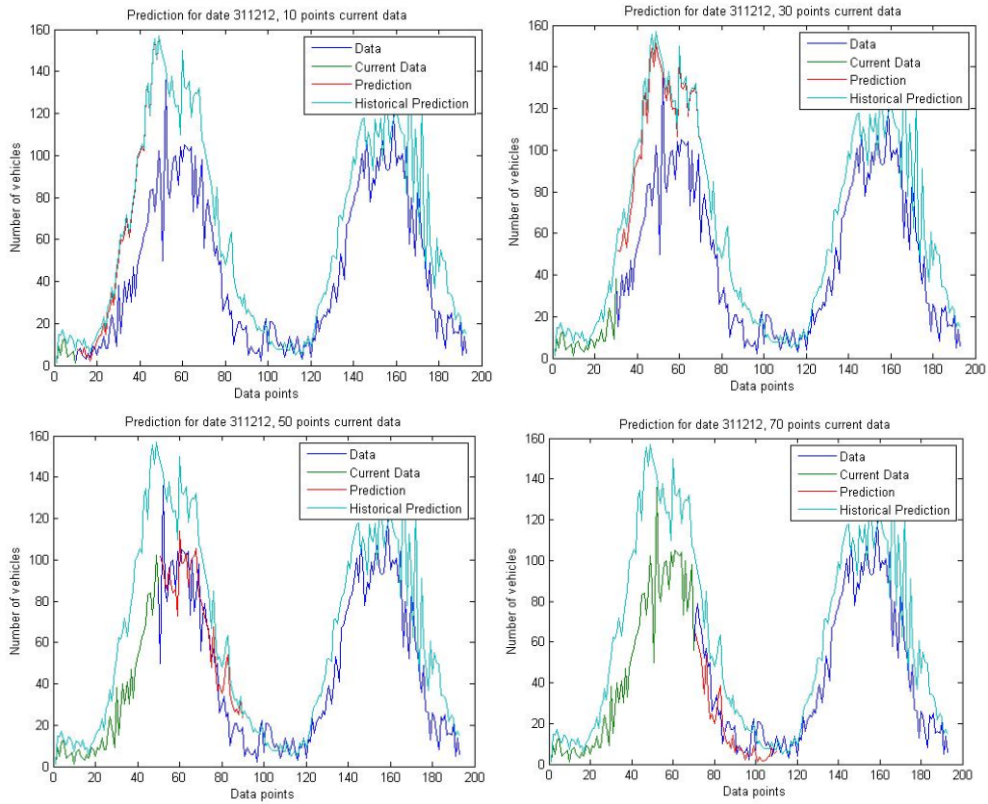 Prediction for date 311212, 10 points current data
160
140
120
100
80
60
40
20
0
Number of vehicles
Data
Current Data
Prediction
Historical Prediction
0 20 40 60 80 100 120 140 160 180 200
Data points
Prediction for date 311212, 30 points current data
160
140
120
100
80
60
40
20
0
Number of vehicles
Data
Current Data
Prediction
Historical Prediction
0 20 40 60 80 100 120 140 160 180 200
Data points
Prediction for date 311212, 50 points current data
160
140
120
100
80
60
40
20
0
Number of vehicles
Data
Current Data
Prediction
Historical Prediction
0 20 40 60 80 100 120 140 160 180 200
Data points
Prediction for date 311212, 70 points current data
160
140
120
100
80
60
40
20
0
Number of vehicles
Data
Current Data
Prediction
Historical Prediction
0 20 40 60 80 100 120 140 160 180 200
Data points